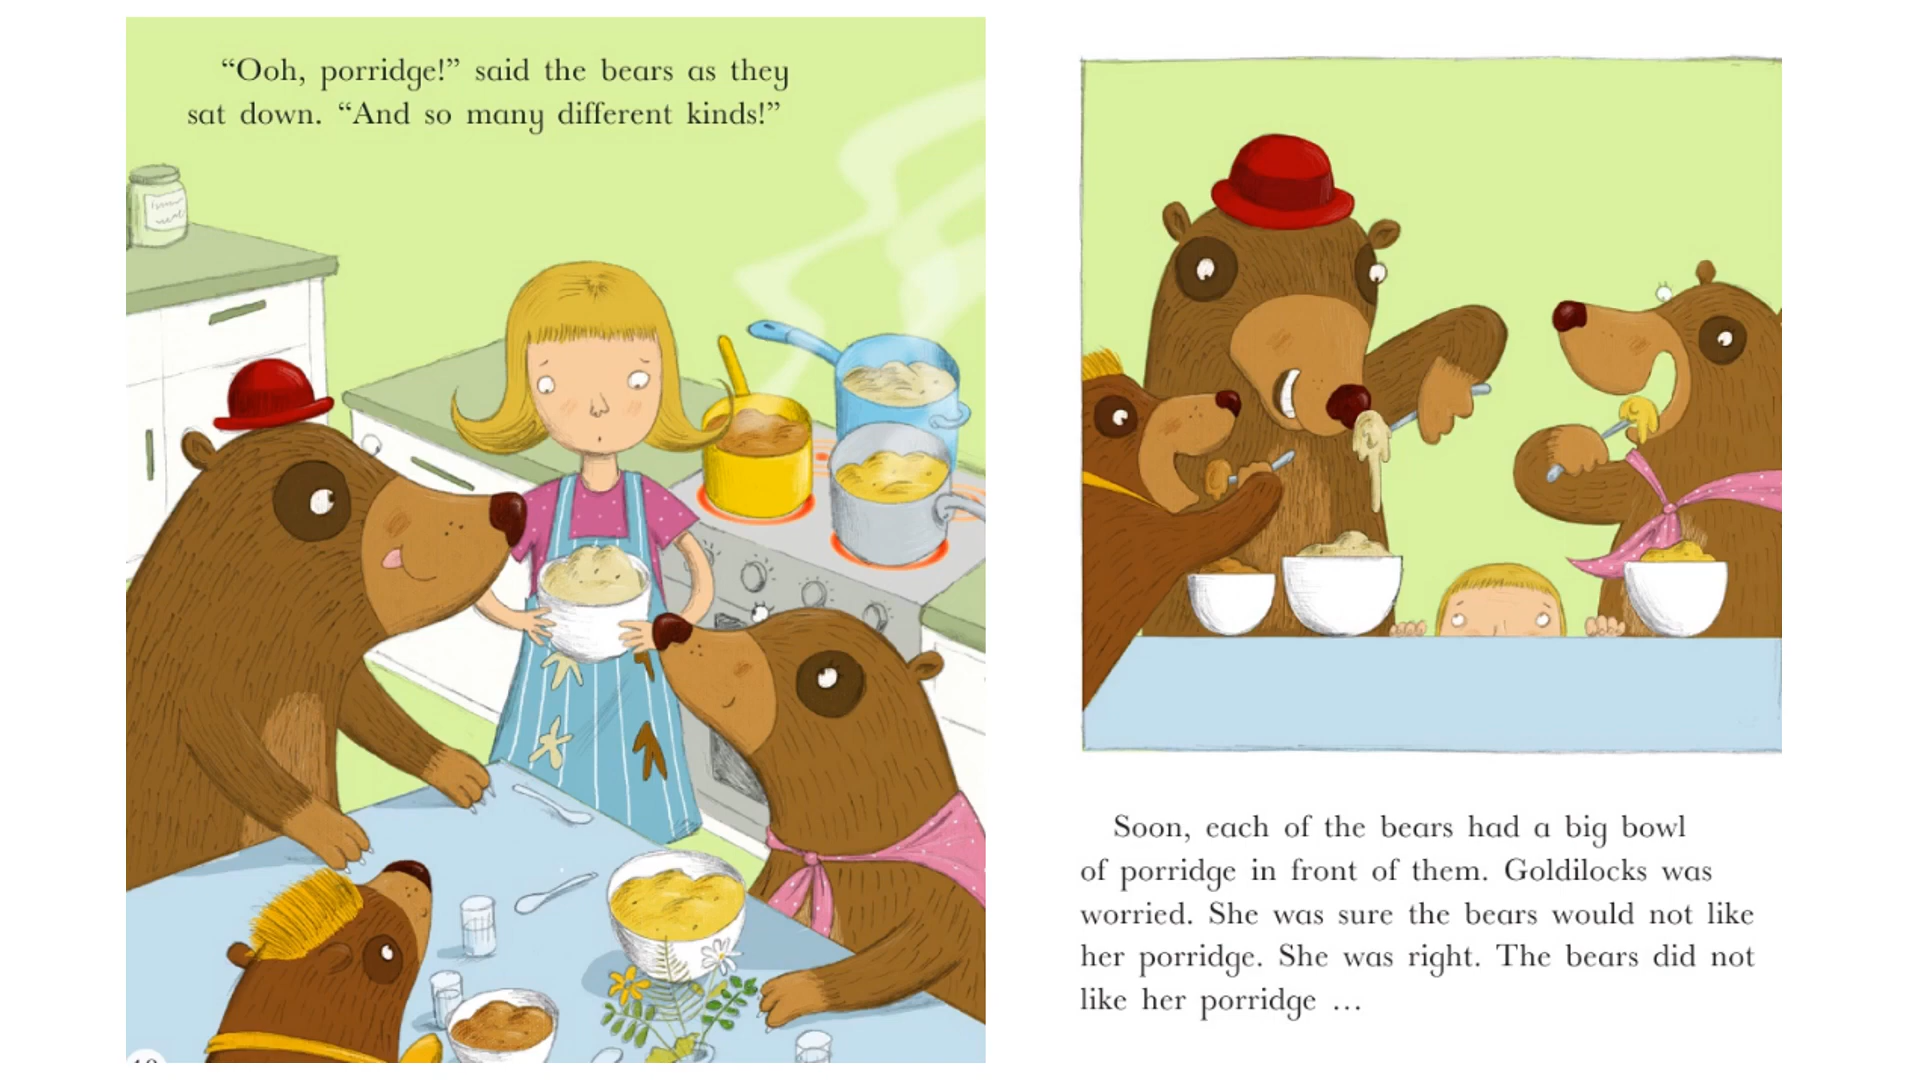 “Ooh, porridge!” said the bears as they
sat down. “And so many different kinds!”
Soon, each of the bears had a big bowl
of porridge in front of them. Goldilocks was
worried. She was sure the bears would not like
her porridge. She was right. The bears did not
like her porridge …